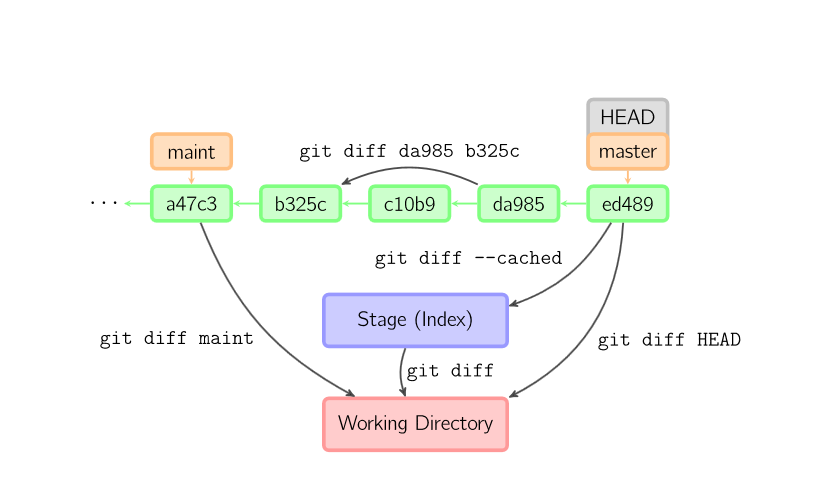 HEAD
maint
git diff da985 b325c
master
...
a47c3
b325c
c10b9
da985
ed489
git diff --cached
Stage (Index)
git diff maint
git diff HEAD
git diff
Working Directory